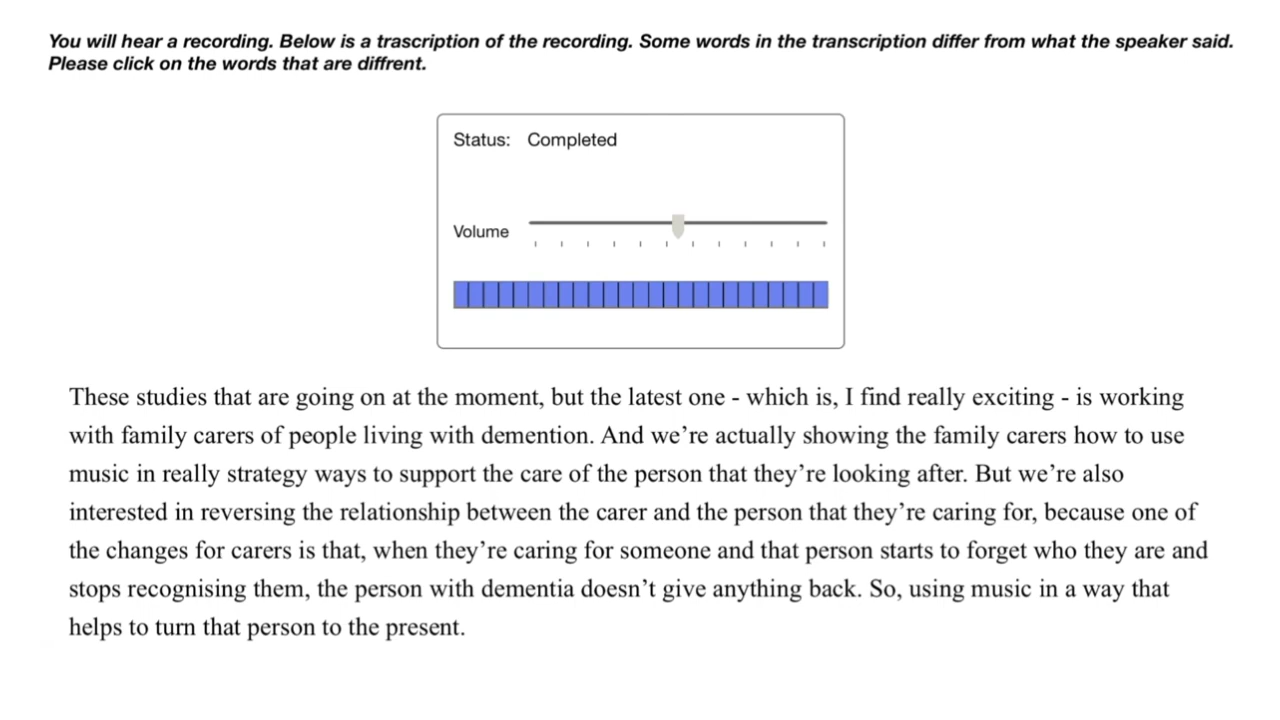 You will hear a recording. Below is a trascription of the recording. Some words in the transcription differ from what the speaker said.
Please click on the words that are diffrent.
Status: Completed
Volume
These studies that are going on at the moment, but the latest one - which is, I find really exciting - is working
with family carers of people living with demention. And we’re actually showing the family carers how to use
music in really strategy ways to support the care of the person that they’re looking after. But we’re also
interested in reversing the relationship between the carer and the person that they’re caring for, because one of
the changes for carers is that, when they’re caring for someone and that person starts to forget who they are and
stops recognising them, the person with dementia doesn’t give anything back. So, using music in a way that
helps to turn that person to the present.